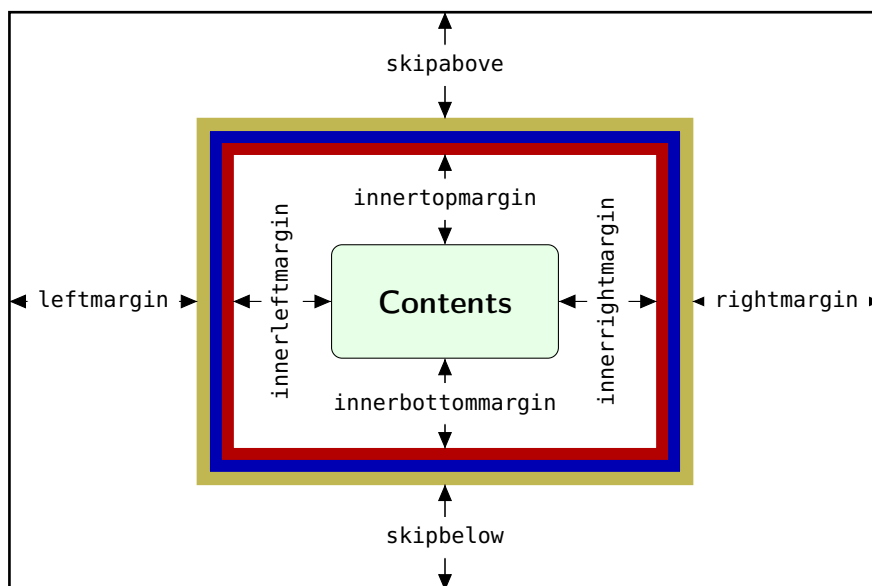 skipabove
innertopmargin
leftmargin
innerleftmargin
Contents
innerrightmargin
rightmargin
innerbottommargin
skipbelow